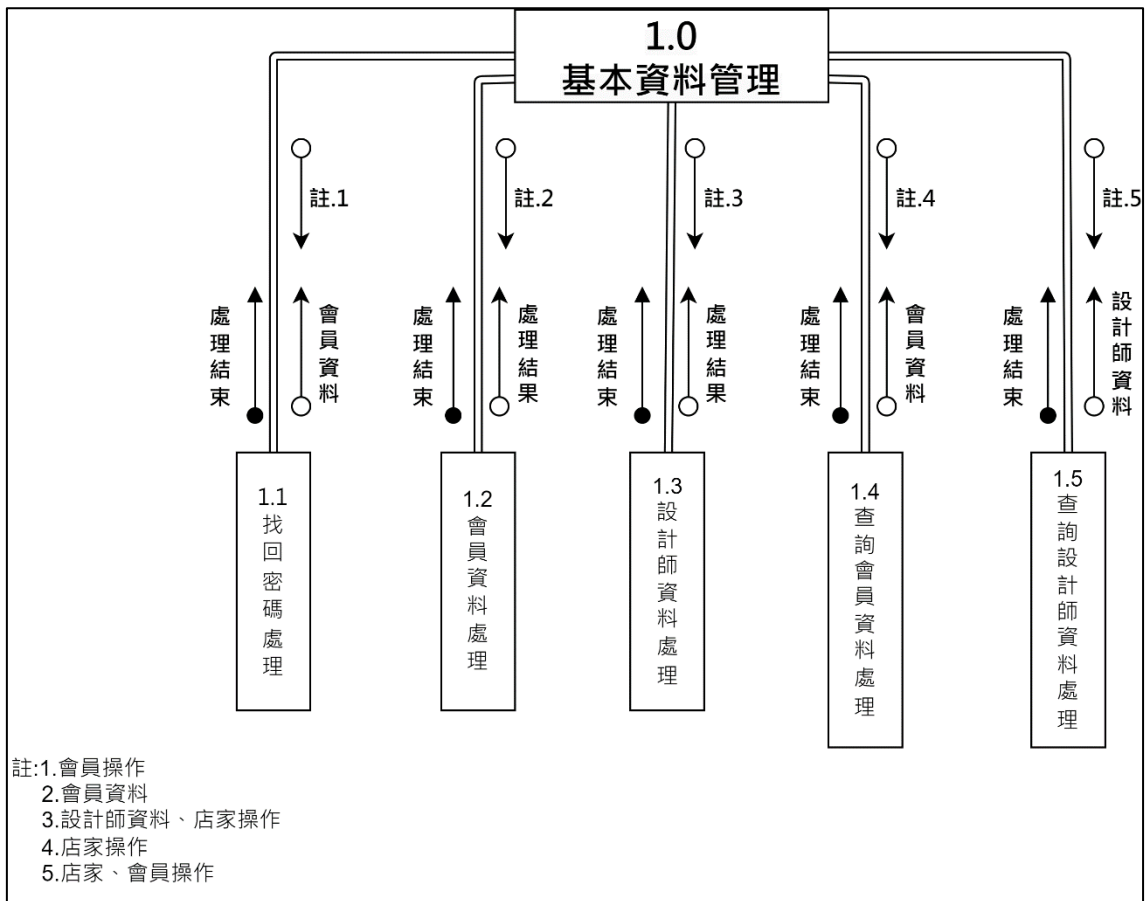 1.0
基本資料管理
註.1
註.2
註.3
註.4
註.5
處理結束
會員資料
處理結束
處理結果
處理結束
處理結果
處理結束
會員資料
處理結束
設計師資料
1.1
找回密碼處理
1.2
會員資料處理
1.3
設計師資料處理
1.4
查詢會員資料處理
1.5
查詢設計師資料處理
註:1.會員操作
2.會員資料
3.設計師資料、店家操作
4.店家操作
5.店家、會員操作